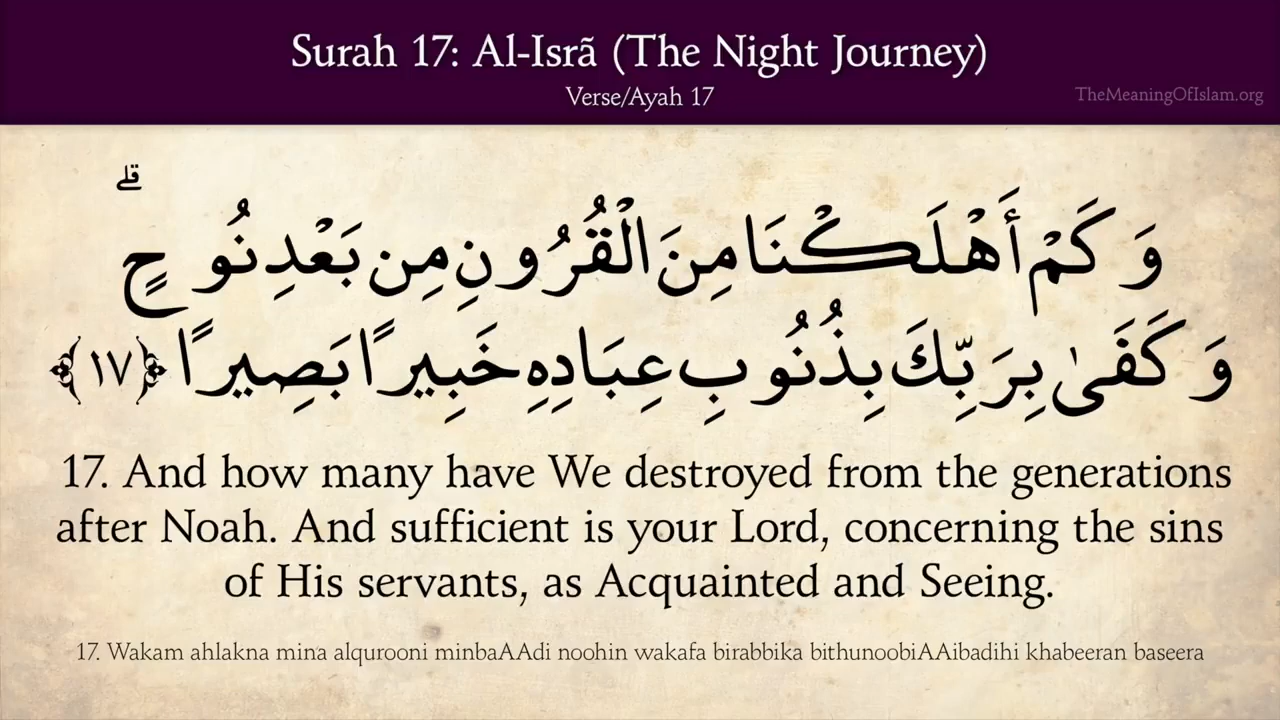 Surah 17: Al-Isrã (The Night Journey)
Verse/Ayah 17
TheMeaningOfIslam.org
وَكَمْ أَهْلَكْنَا مِنَ الْقُرُونِ مِن بَعْدِ نُوحٍ ۗ
وَكَفَىٰ بِرَبِّكَ بِذُنُوبِ عِبَادِهِ خَبِيرًا بَصِيرًا ﴿١٧﴾
17. And how many have We destroyed from the generations
after Noah. And sufficient is your Lord, concerning the sins
of His servants, as Acquainted and Seeing.
17. Wakam ahlakna mina alqurooni minbaAAdi noohin wakafa birabbika bithunoobiAAibadihi khabeeran baseera